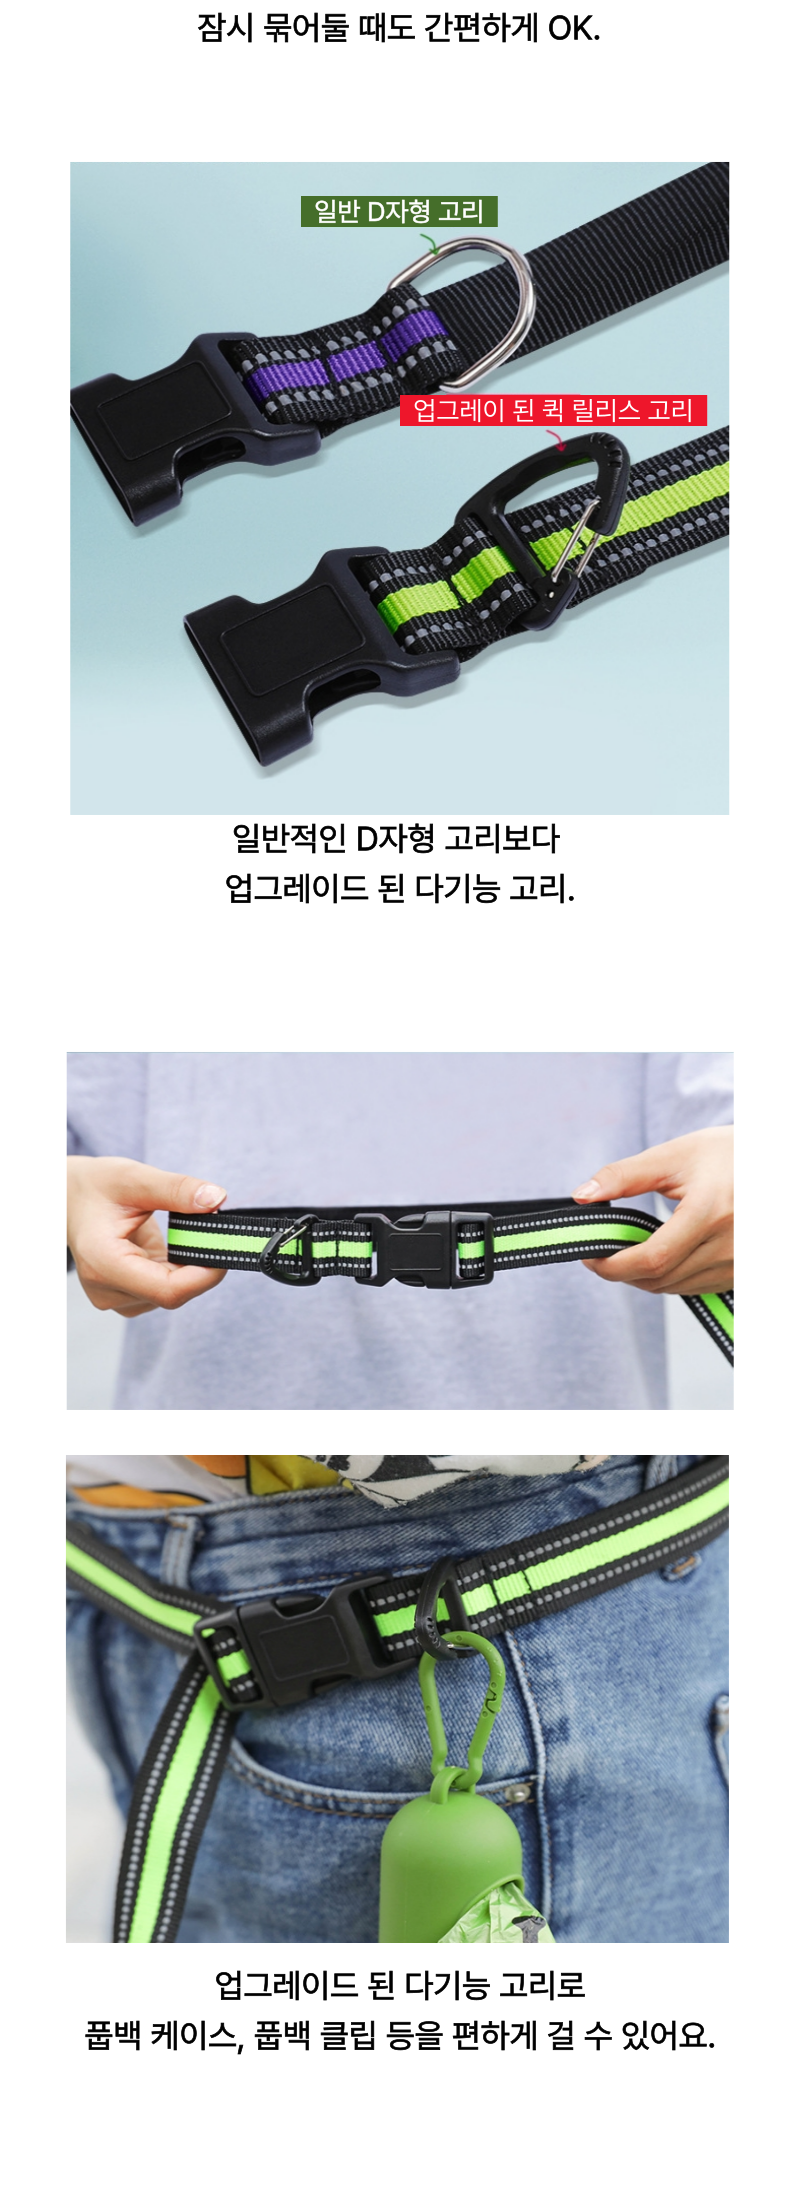 잠시 묶어둘 때도 간편하게 OK.
일반 D자형 고리
업그레이 된 퀵 릴리스 고리
일반적인 D자형 고리보다
업그레이드 된 다기능 고리.
업그레이드 된 다기능 고리로
풉백 케이스, 풉백 클립 등을 편하게 걸 수 있어요.